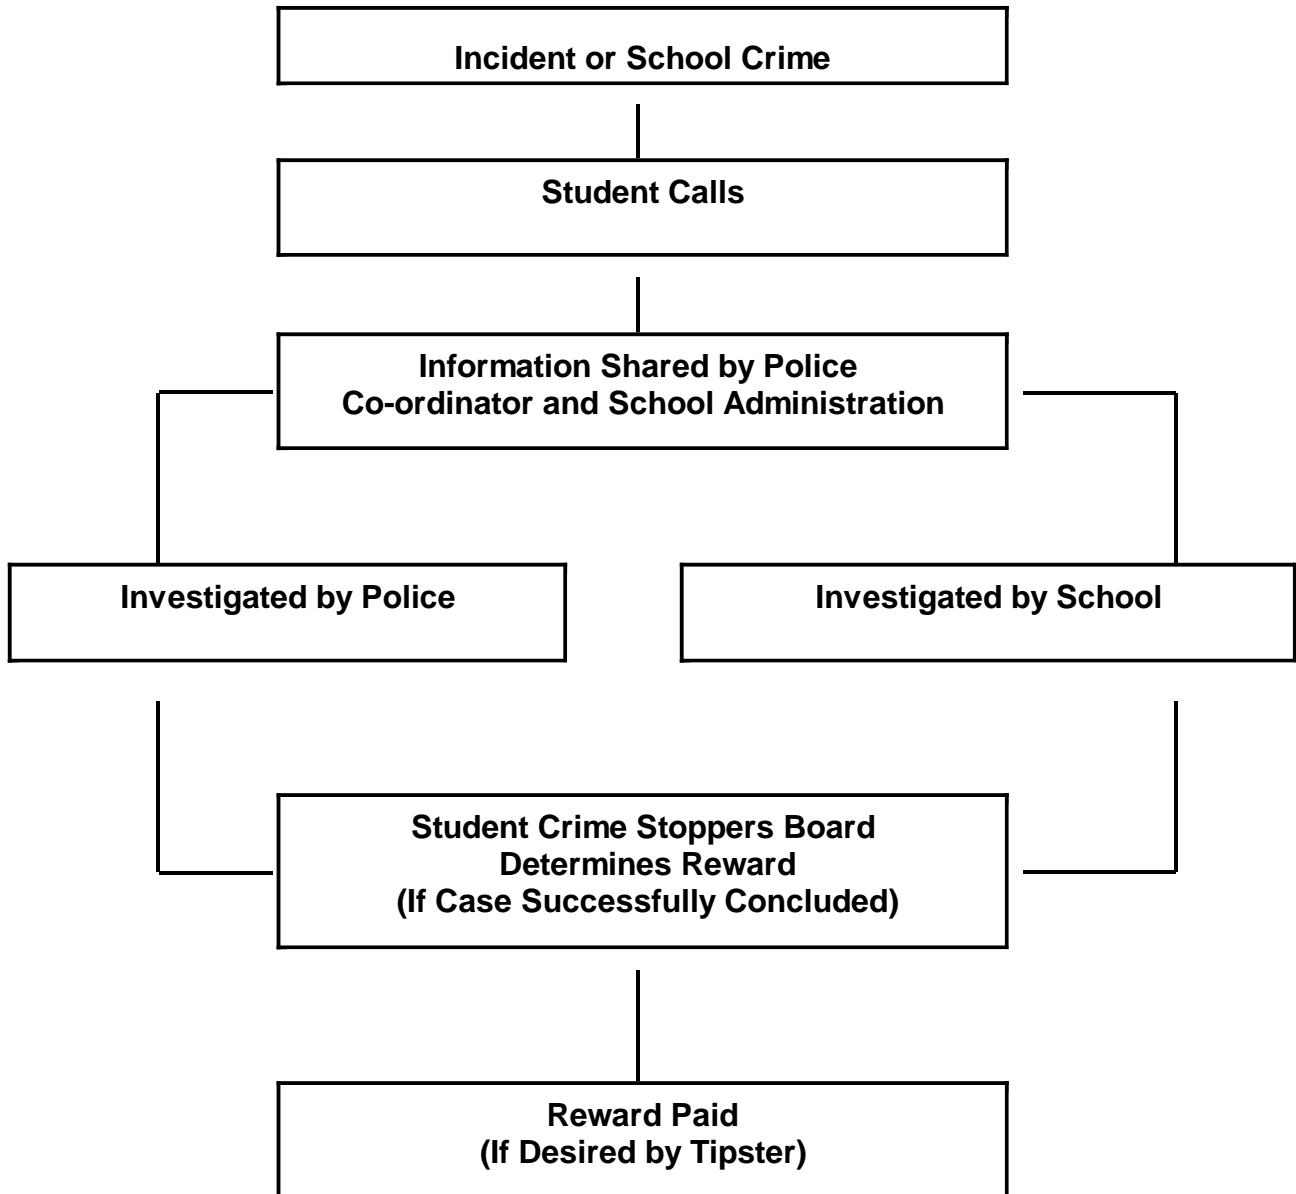 Incident or School Crime
Student Calls
Information Shared by Police
Co-ordinator and School Administration
Investigated by Police
Investigated by School
Student Crime Stoppers Board
Determines Reward
(If Case Successfully Concluded)
Reward Paid
(If Desired by Tipster)